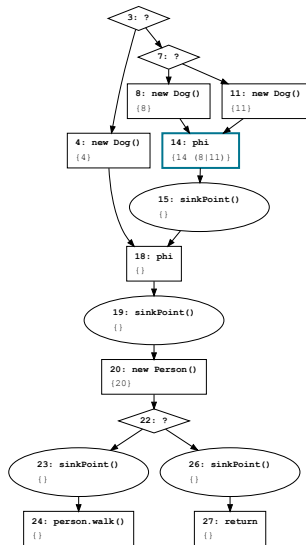 3: ?
7: ?
8: new Dog()
{8}
11: new Dog()
{11}
4: new Dog()
{4}
14: phi
{14 (8|11)}
15: sinkPoint()
{}
18: phi
{}
19: sinkPoint()
{}
20: new Person()
{20}
22: ?
23: sinkPoint()
{}
26: sinkPoint()
{}
24: person.walk()
{}
27: return
{}